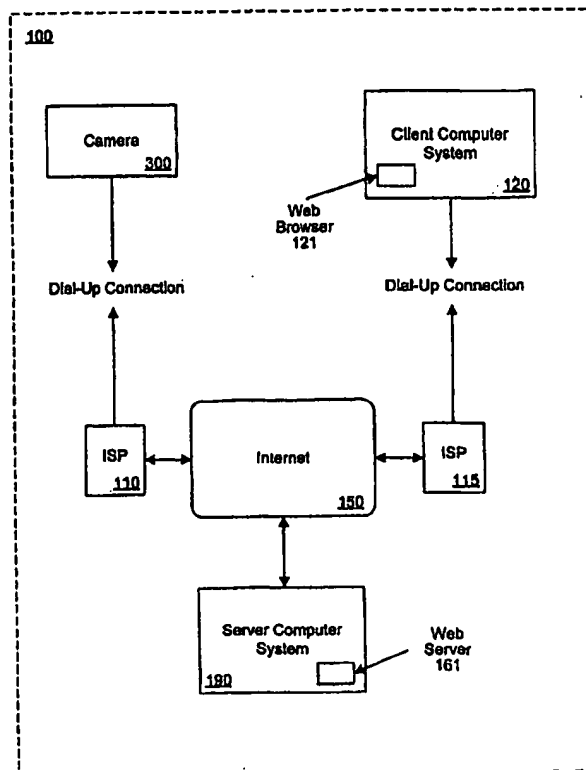 100
Camera
300
Client Computer
System
120
Web
Browser
121
Dial-Up Connection
Dial-Up Connection
ISP
110
Internet
150
ISP
115
Server Computer
System
190
Web
Server
161